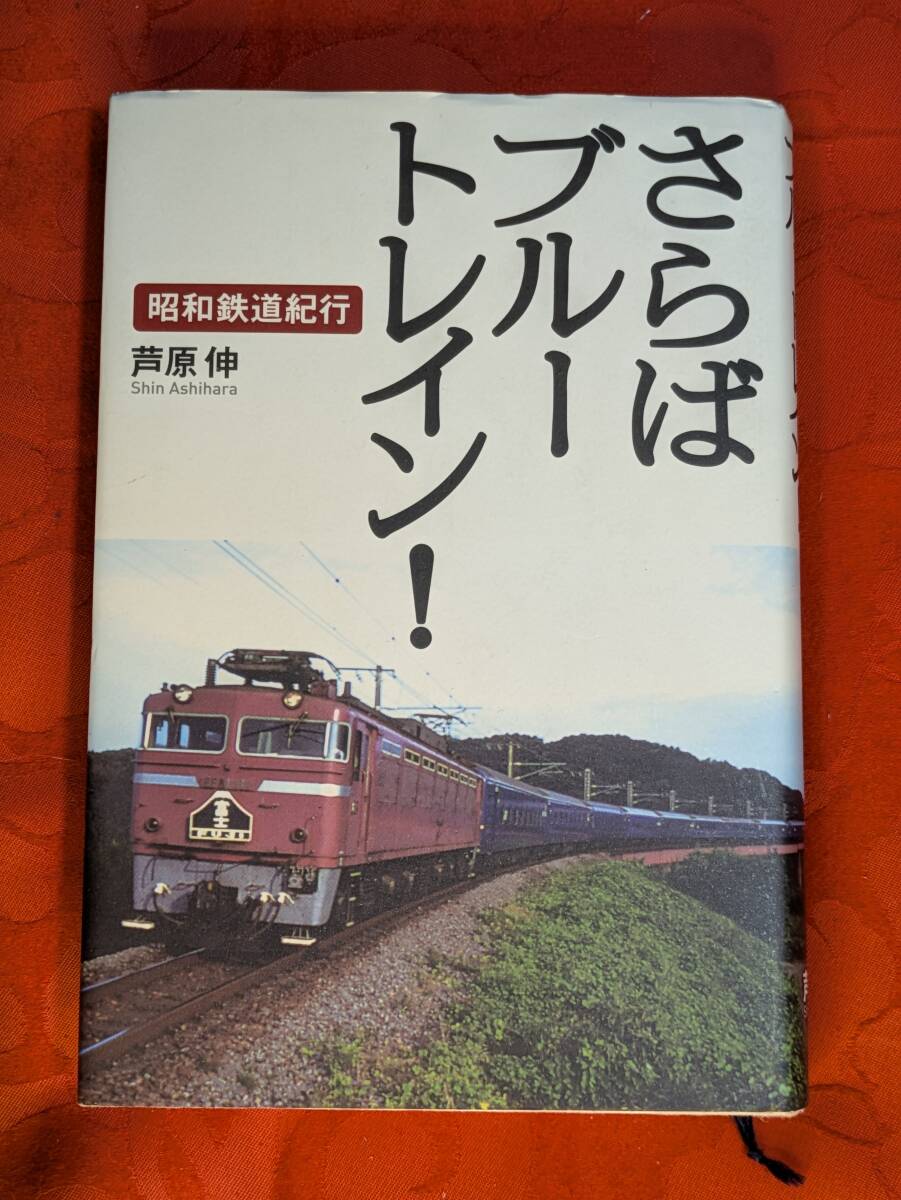 さらば
ブルー
トレイン!
昭和鉄道紀行
芦原 伸
Shin Ashihara
富士
FUJI